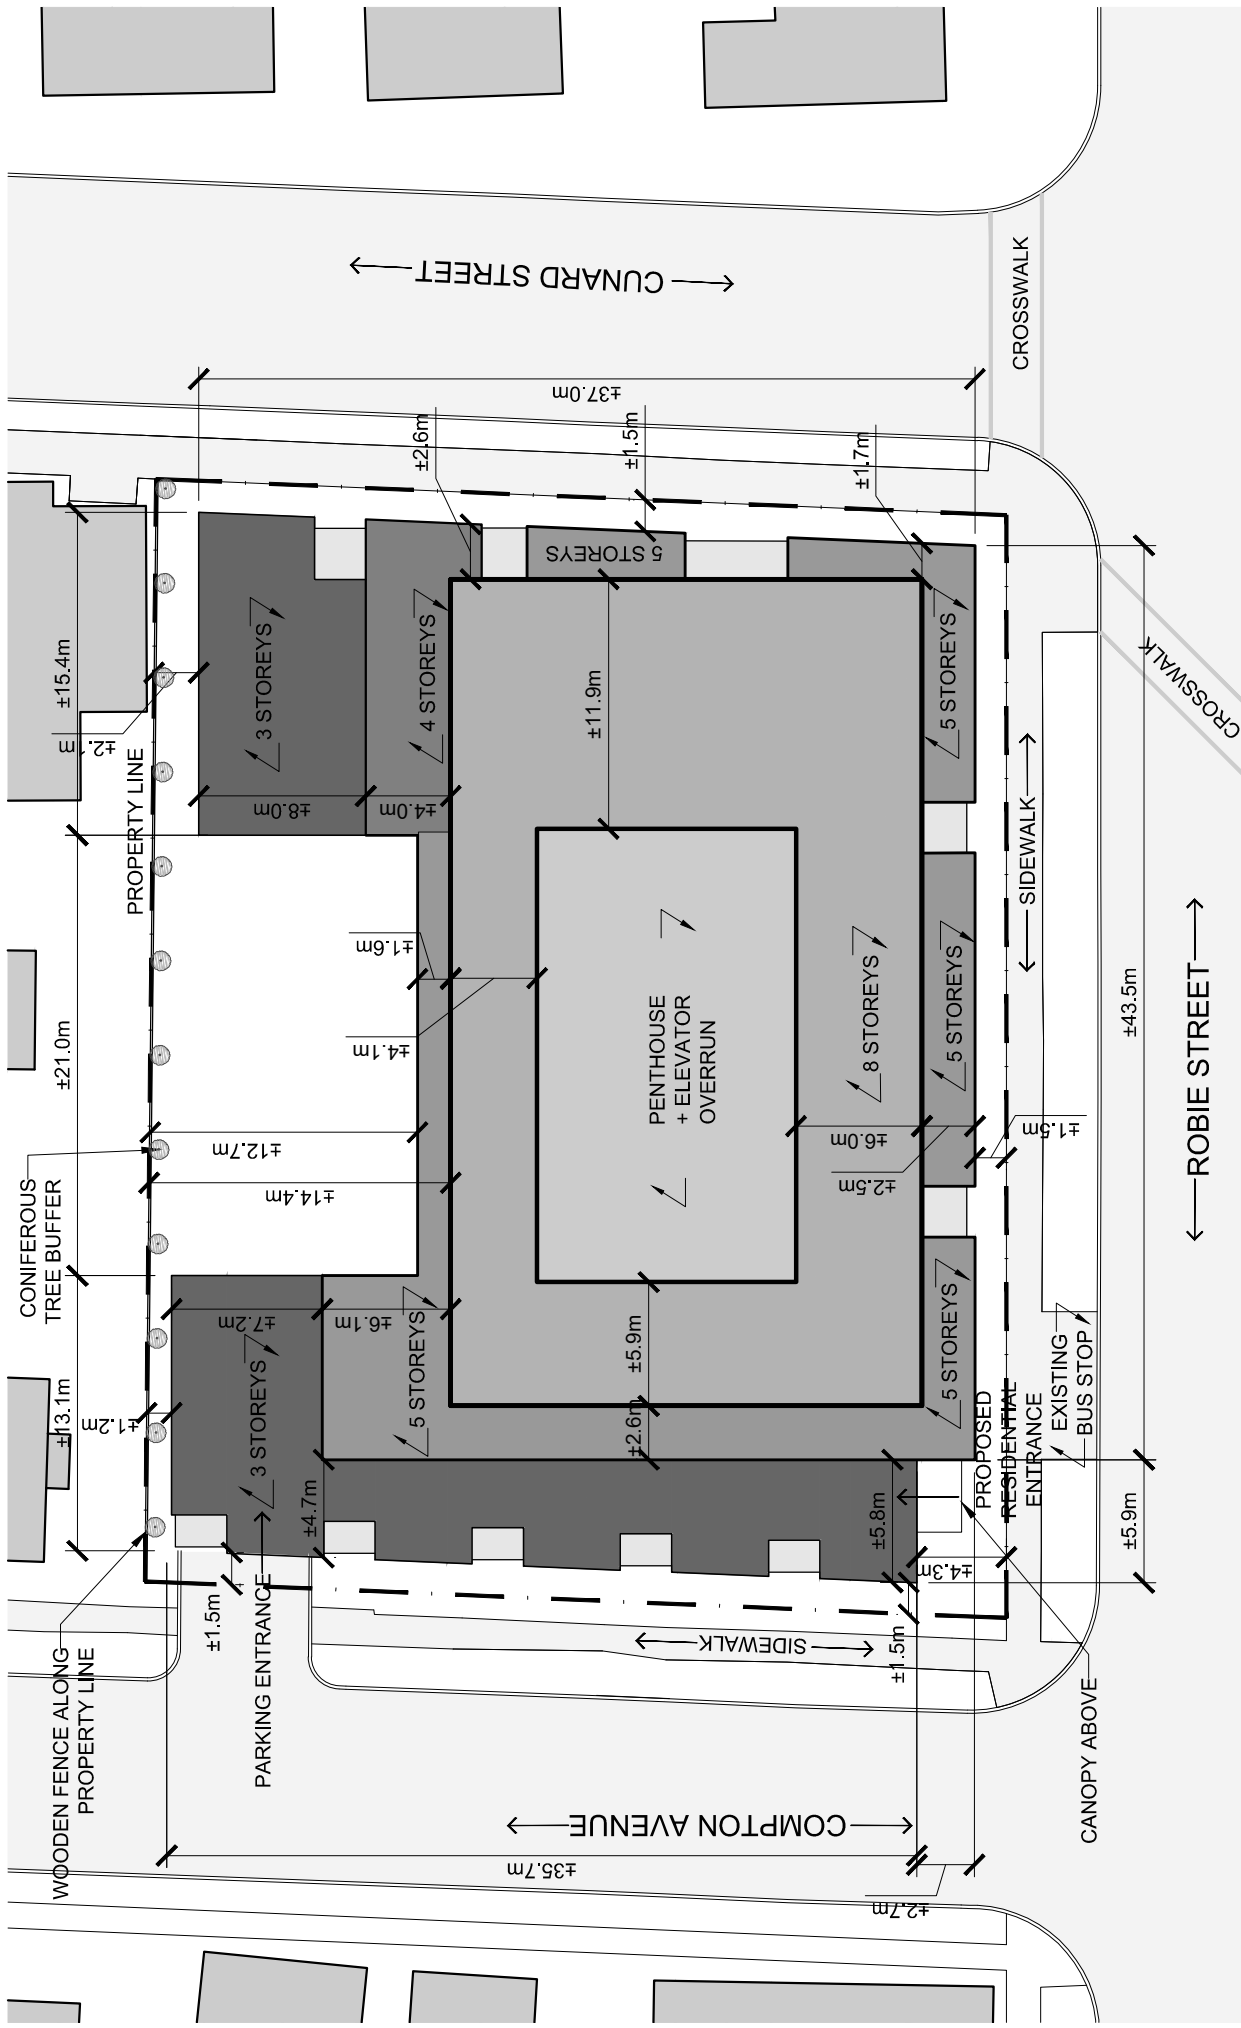 CUNARD STREET
CROSSWALK
±37.0m
±2.6m
±1.5m
±1.7m
5 STOREYS
±15.4m
±2.1m
PROPERTY LINE
3 STOREYS
4 STOREYS
±8.0m
±4.0m
±11.9m
5 STOREYS
CROSSWALK
SIDEWALK
±1.6m
±4.1m
±21.0m
±12.7m
±14.4m
PENTHOUSE
+ ELEVATOR
OVERRUN
8 STOREYS
5 STOREYS
±6.0m
±2.5m
±1.5m
±43.5m
ROBIE STREET
CONIFEROUS
TREE BUFFER
±7.2m
±6.1m
±13.1m
±1.2m
3 STOREYS
5 STOREYS
±5.9m
±2.6m
5 STOREYS
EXISTING
BUS STOP
PROPOSED
RESIDENTIAL
ENTRANCE
±4.7m
±5.8m
±4.3m
±5.9m
±1.5m
±1.5m
SIDEWALK
WOODEN FENCE ALONG
PROPERTY LINE
PARKING ENTRANCE
CANOPY ABOVE
COMPTON AVENUE
±35.7m
±2.7m